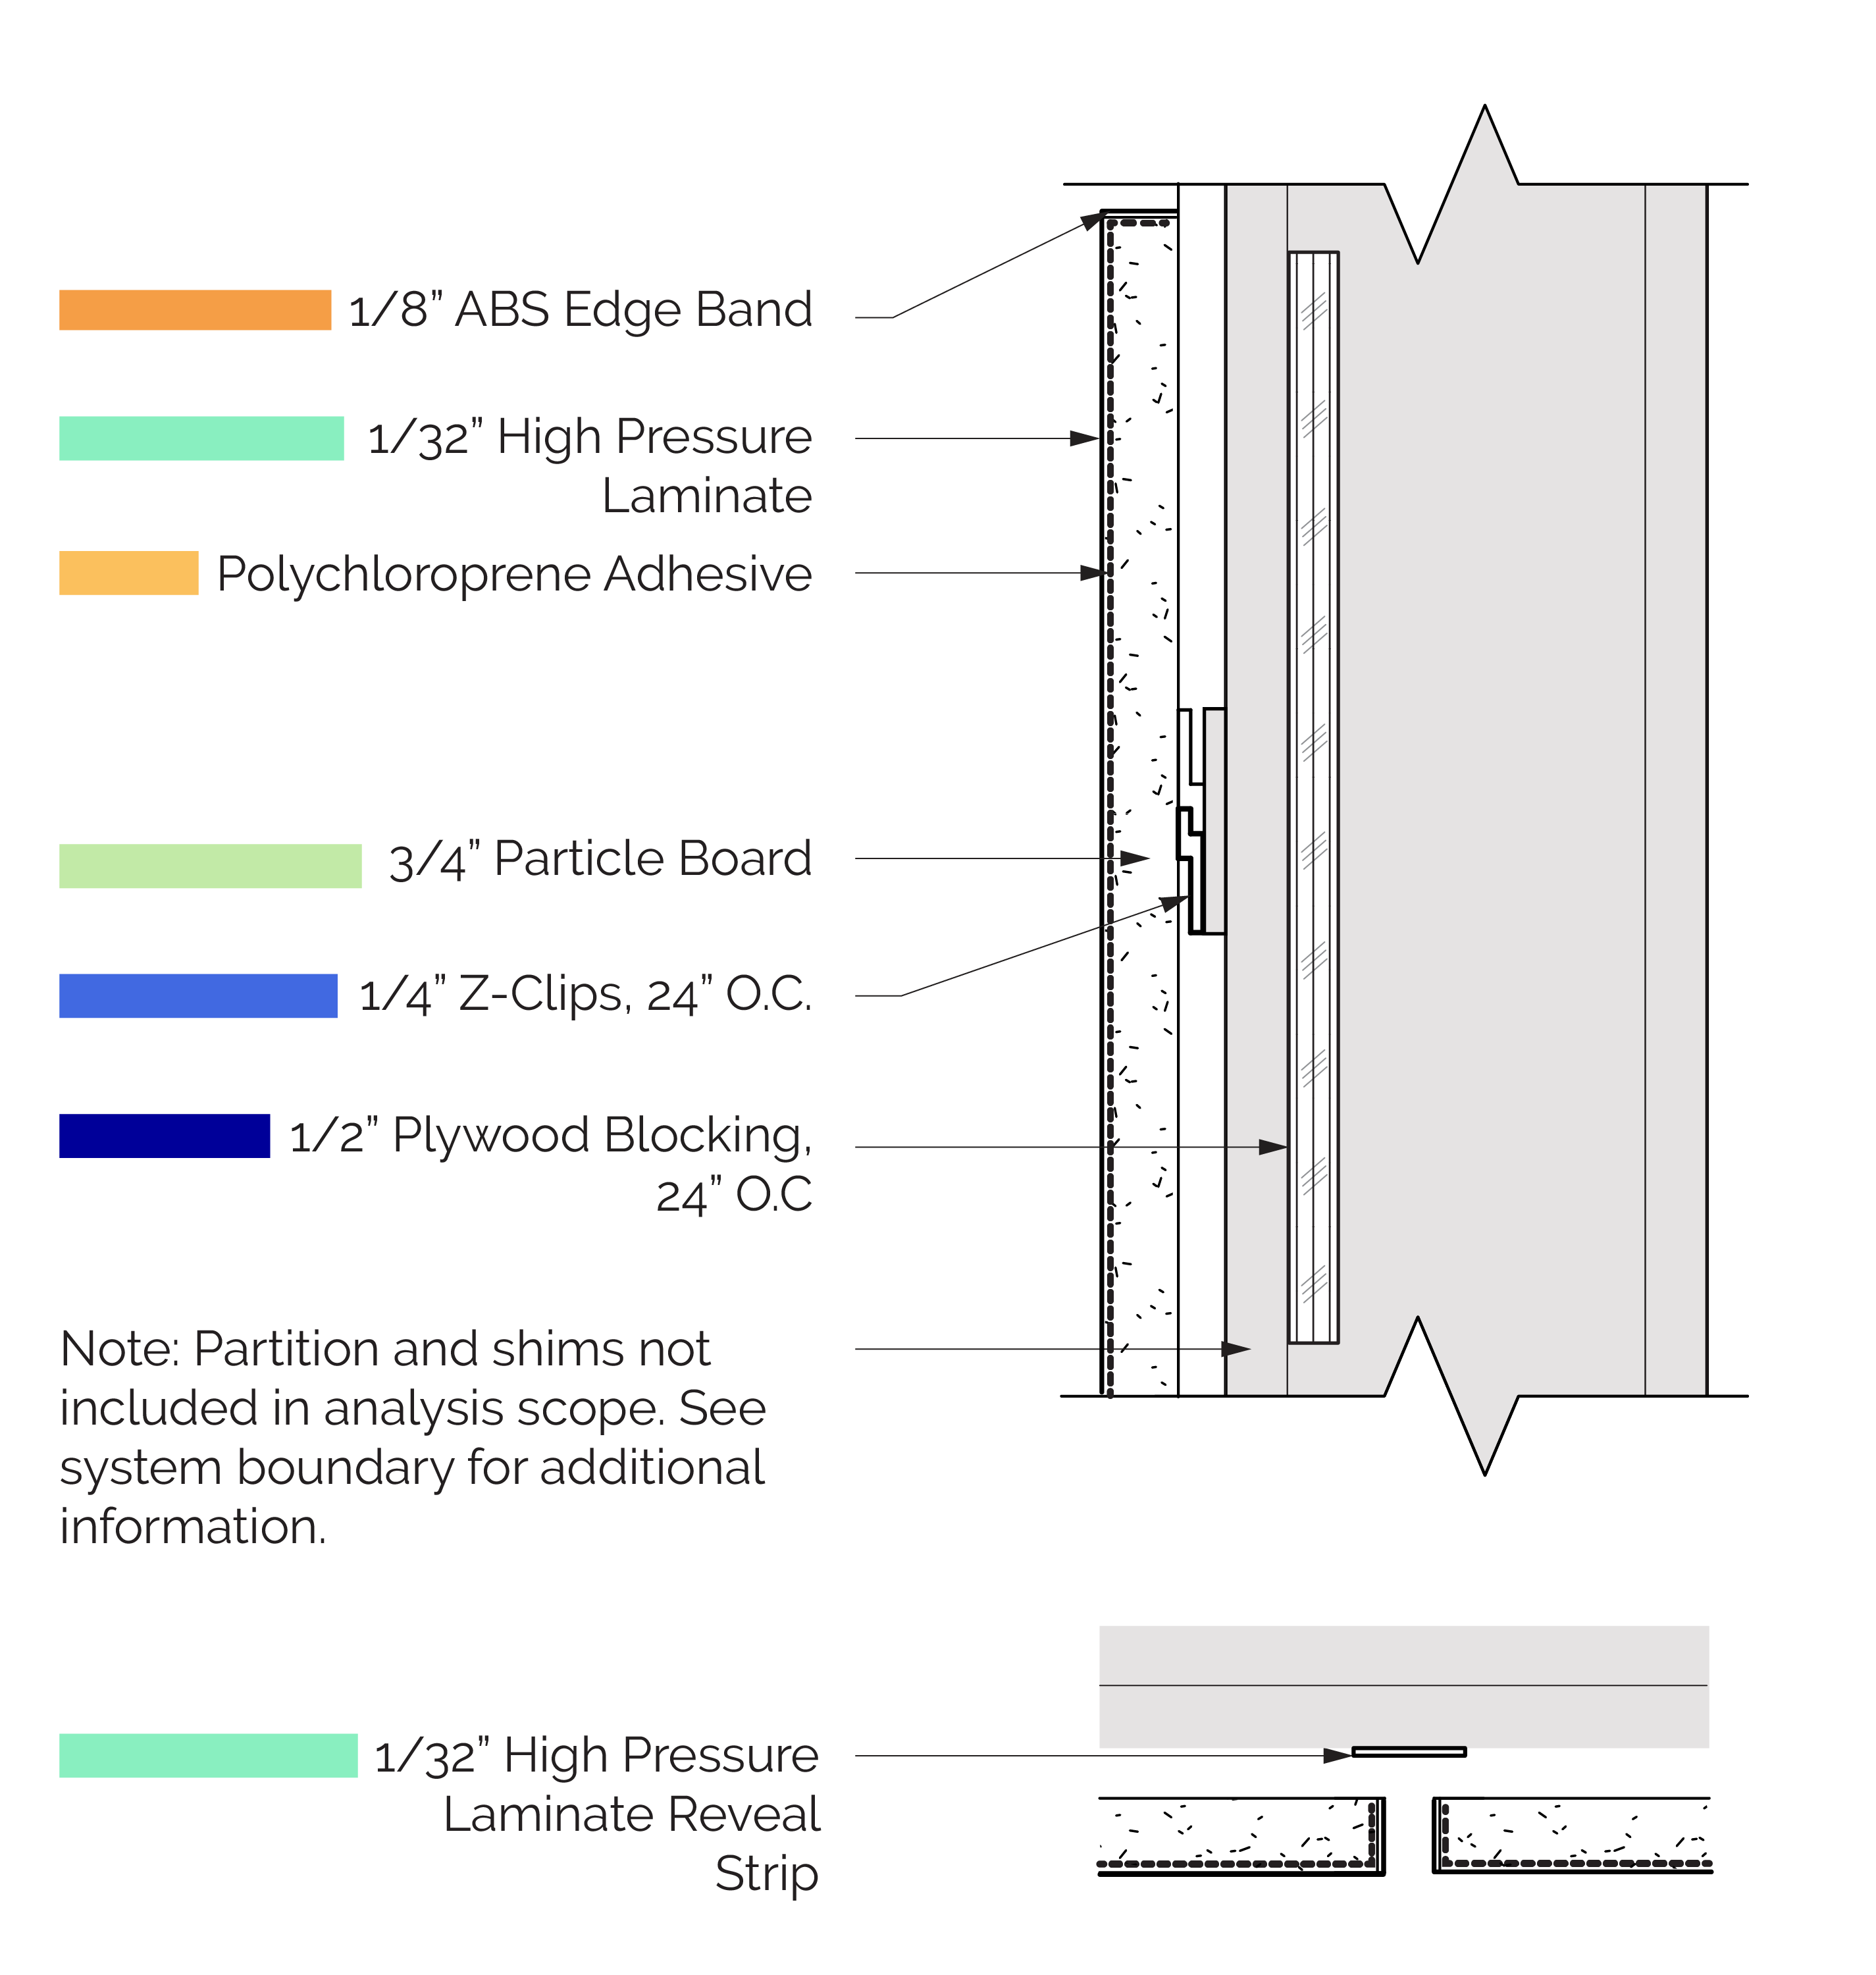 1/8” ABS Edge Band
1/32” High Pressure
Laminate
Polychloroprene Adhesive
3/4” Particle Board
1/4” Z-Clips, 24” O.C.
1/2” Plywood Blocking,
24” O.C
Note: Partition and shims not
included in analysis scope. See
system boundary for additional
information.
1/32” High Pressure
Laminate Reveal
Strip